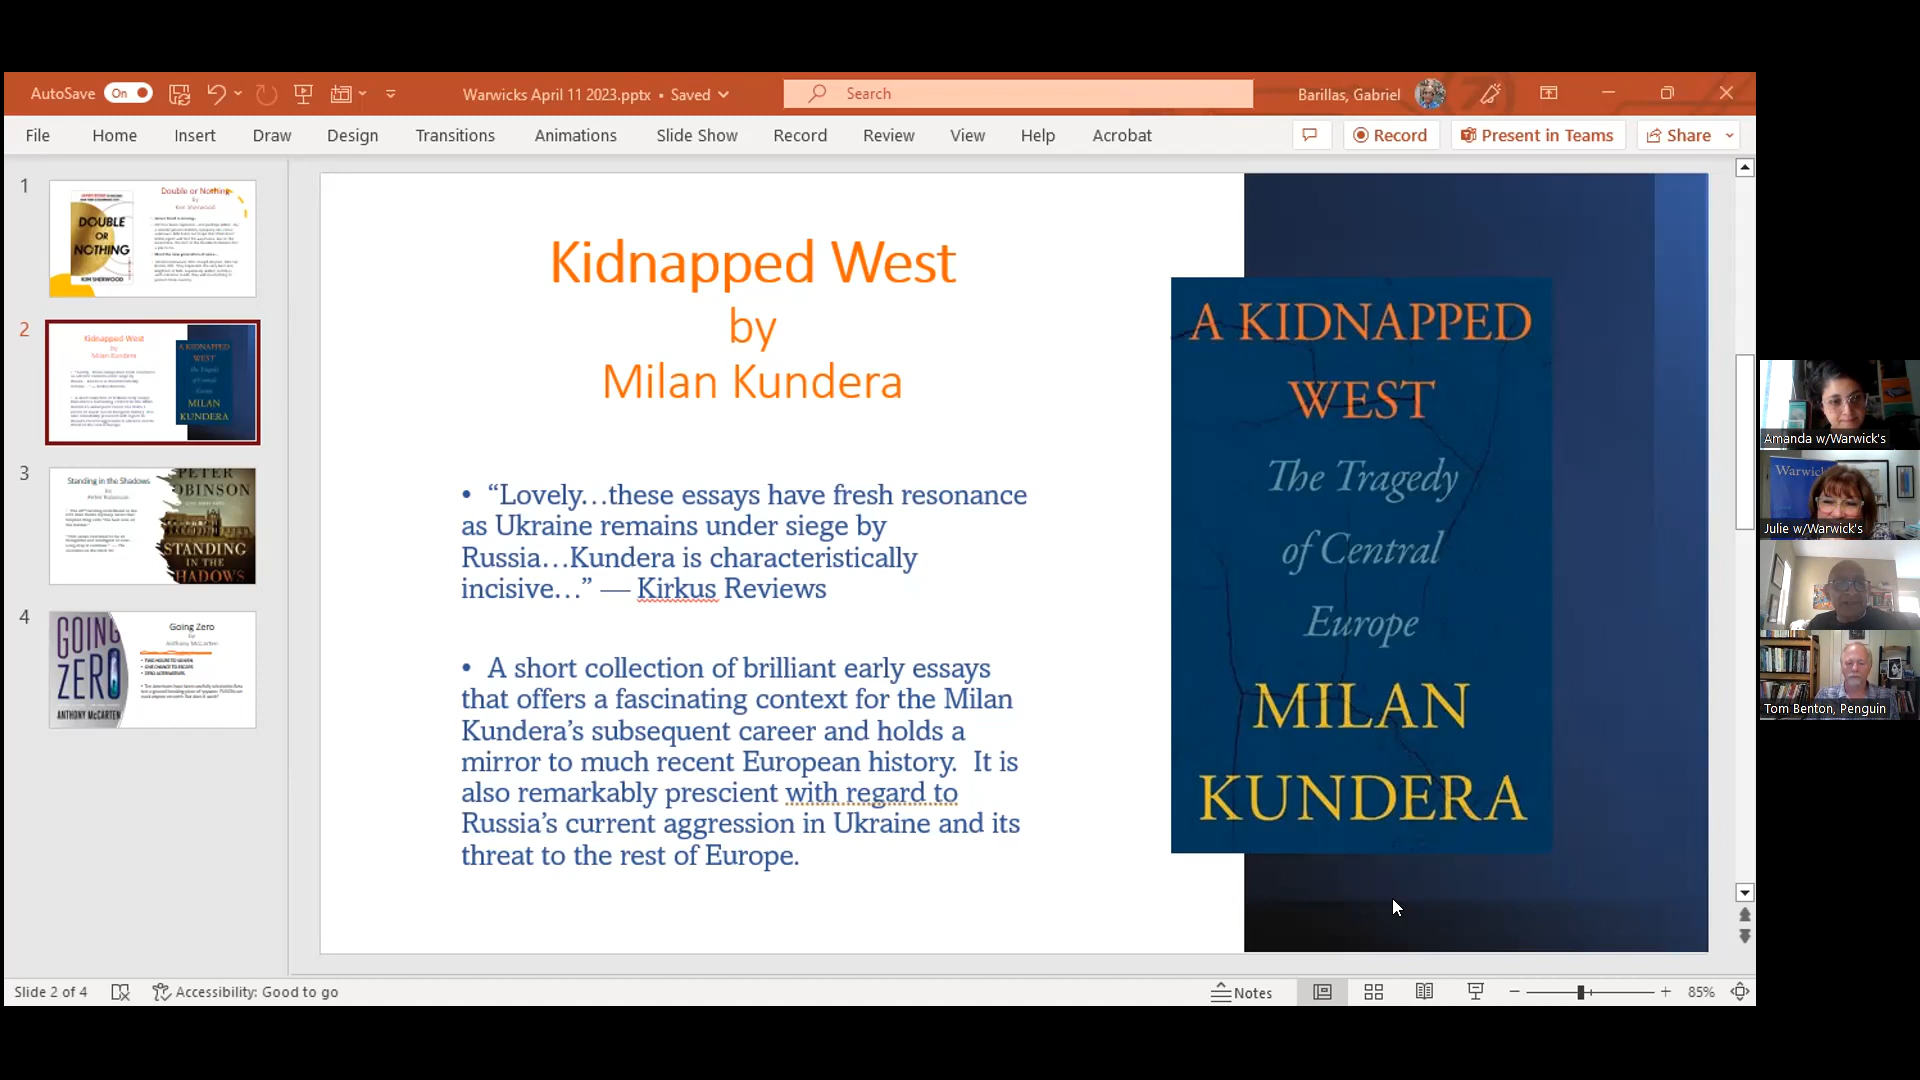 AutoSave On
Warwicks April 11 2023.pptx • Saved
Search
Barillas, Gabriel
File Home Insert Draw Design Transitions Animations Slide Show Record Review View Help Acrobat
Record
Present in Teams
Share
1
Double or Nothing
by
Kim Sherwood
DOUBLE
OR
NOTHING
KIM SHERWOOD
2
Kidnapped West
by
Milan Kundera
A KIDNAPPED
WEST
The Tragedy
of Central
Europe
MILAN
KUNDERA
3
Standing in the Shadows
by
Peter Robinson
PETER
ROBINSON
STANDING
IN THE
SHADOWS
4
GOING
ZERO
ANTHONY McCARTEN
Going Zero
by
Anthony McCarten
Kidnapped West
by
Milan Kundera
• “Lovely…these essays have fresh resonance
as Ukraine remains under siege by
Russia…Kundera is characteristically
incisive…” — Kirkus Reviews
• A short collection of brilliant early essays
that offers a fascinating context for the Milan
Kundera’s subsequent career and holds a
mirror to much recent European history.  It is
also remarkably prescient with regard to
Russia’s current aggression in Ukraine and its
threat to the rest of Europe.
A KIDNAPPED
WEST
The Tragedy
of Central
Europe
MILAN
KUNDERA
Amanda w/Warwick's
Warwick
Julie w/Warwick's
Tom Benton, Penguin
Slide 2 of 4
Accessibility: Good to go
Notes
85%